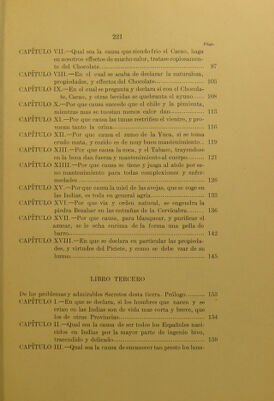 221
Págs.
CAPÍTULO VII.—Qual sea la causa que siendo frio el Cacao, haga
en nosotros effectos de mucho calor, tratase copiosamen-
te del Chocolate. 97
CAPÍTULO VIII.—En el cual se acaba de declarar la naturaleza,
propiedades, y effectos del Chocolate. 105
CAPÍTULO IX.—En el cual se pregunta y declara si con el Chocola-
te, Cacao, y otras bevidas se quebranta el ayuno. 108
CAPÍTULO X.—Por que causa sucede que el chile y la pimienta,
mientras mas se tuestan menos calor dan. 113
CAPÍTULO XI.—Por que causa las tunas restriñen el vientre, y pro-
vocan tanto la orina. 116
CAPÍTULO XII.—Por que causa el zumo de la Yuca, si se toma
crudo mata, y cozido es de muy buen mantenimiento. 119
CAPÍTULO XIII.—Por que causa la coca, y el Tabaco, trayendose
en la boca dan fuerza y mantenimiento al cuerpo. 121
CAPÍTULO XIIII.—Por que causa se tiene y juzga al atole por sa-
no mantenimiento para todas complexiones y enfer-
medades. 126
CAPÍTULO XV.—Por que causa la miel de las avejas, que se coge en
las Indias, es toda en general agria. 133
CAPÍTULO XVI.—Por que via y orden natural, se engendra la
piedra Bezahar en las entrañas de la Cervicabra. 136
CAPÍTULO XVII.—Por que causa, para blanquear, y purificar el
azucar, se le echa encima de la forma una pella de
barro. 142
CAPÍTULO XVIII.—En que se declara en particular las propieda-
des, y virtudes del Piciete, y como se debe usar de su
humo. 145
LIBRO TERCERO
De los problemas y admirables Secretos desta tierra. Prólogo. 153
CAPÍTULO I.—En que se declara, si los hombres que nacen y se
crian en las Indias son de vida mas corta y breve, que
los de otras Provincias. 154
CAPÍTULO II.—Qual sea la causa de ser todos los Españoles naci-
dos en Indias por la mayor parte de ingenio bivo,
trascendido y delicado. 159
CAPÍTULO III.—Qual sea la causa de encanecer tan presto los hom-